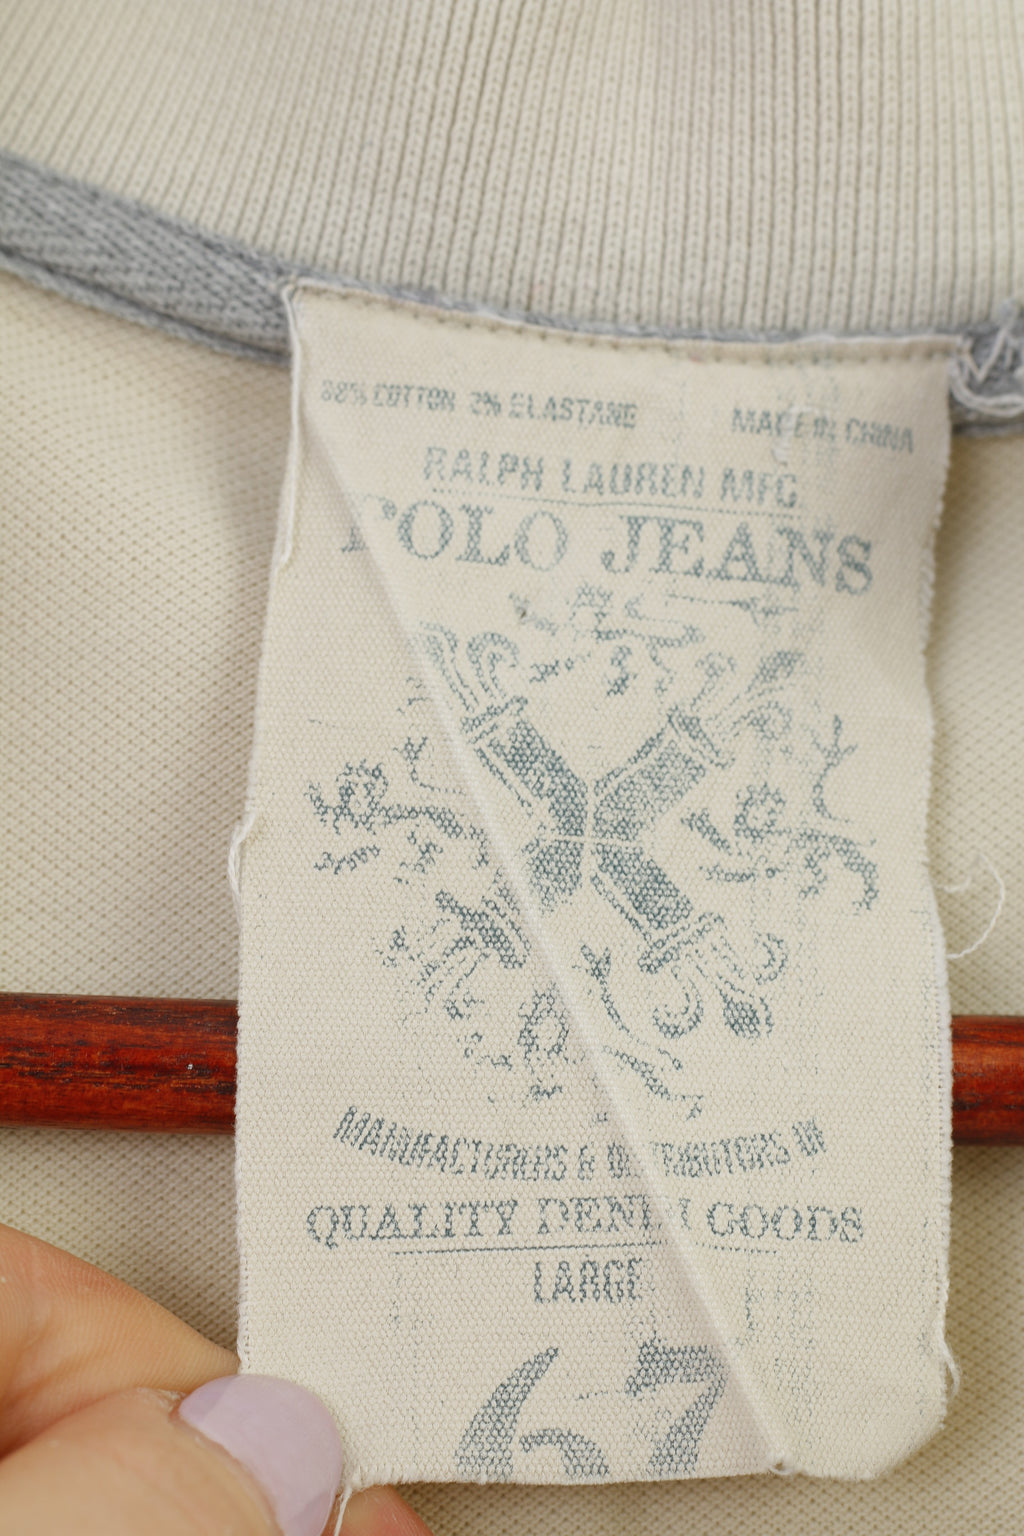 98% COTTON 2% ELASTANE MADE IN CHINA
RALPH LAUREN MFG.
POLO JEANS
MANUFACTURERS & DISTRIBUTORS OF
QUALITY DENIM GOODS
LARGE
67